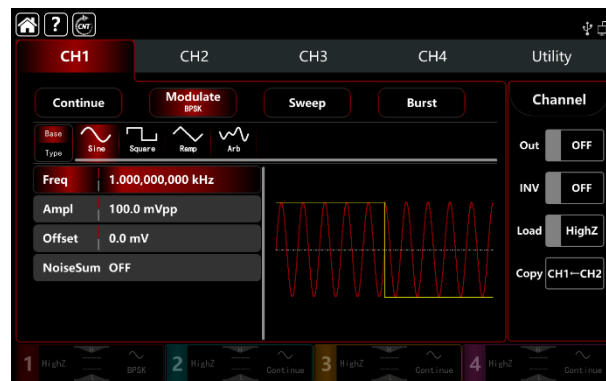 ? CNT
CH1 CH2 CH3 CH4 Utility
Continue Modulate Sweep Burst Channel
BPSK
Base
Type Sine Square Ramp Arb
Out OFF
Freq 1.000,000,000 kHz
INV OFF
Ampl 100.0 mVpp
Offset 0.0 mV
Load HighZ
NoiseSum OFF
Copy CH1←CH2
1 HighZ BPSK 2 HighZ Continue 3 HighZ Continue 4 HighZ